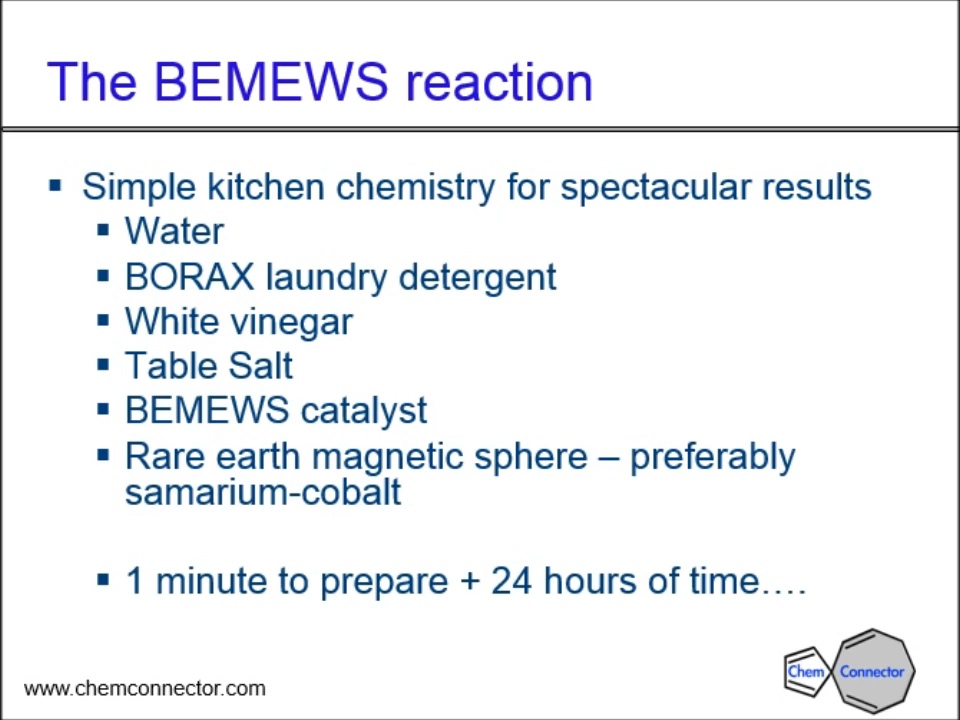 The BEMEWS reaction
▪ Simple kitchen chemistry for spectacular results
▪ Water
▪ BORAX laundry detergent
▪ White vinegar
▪ Table Salt
▪ BEMEWS catalyst
▪ Rare earth magnetic sphere – preferably
samarium-cobalt
▪ 1 minute to prepare + 24 hours of time….
www.chemconnector.com
Chem Connector